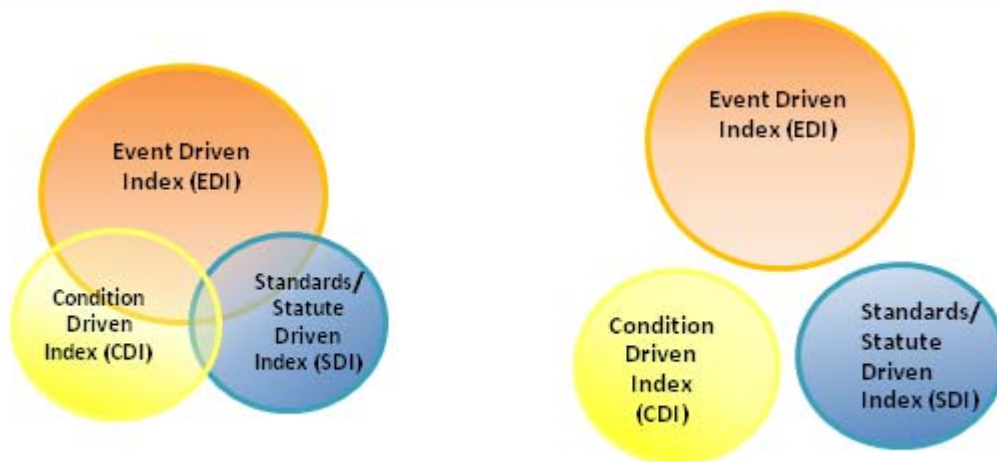 Event Driven
Index (EDI)
Condition
Driven
Index (CDI)
Standards/
Statute
Driven
Index (SDI)
Event Driven
Index (EDI)
Condition
Driven
Index
(CDI)
Standards/
Statute
Driven
Index (SDI)